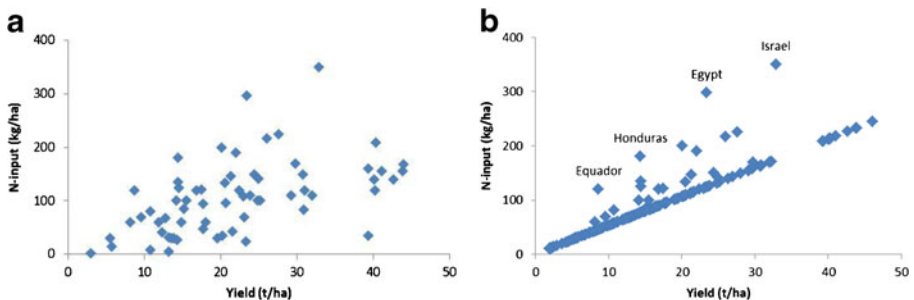 a
400
300
200
100
0
N-input (kg/ha)
0 10 20 30 40 50
Yield (t/ha)
b
400
300
200
100
0
N-input (kg/ha)
Israel
Egypt
Honduras
Equador
0 10 20 30 40 50
Yield (t/ha)